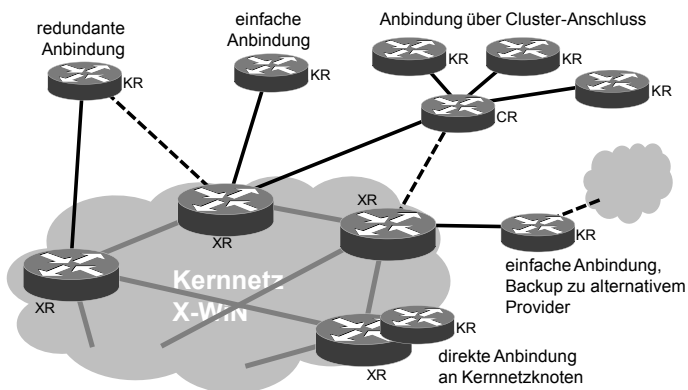 redundante
Anbindung
KR
einfache
Anbindung
KR
Anbindung über Cluster-Anschluss
KR
KR
KR
CR
XR
XR
XR
KR
einfache Anbindung,
Backup zu alternativem
Provider
Kernnetz
X-WiN
KR
XR
direkte Anbindung
an Kernnetzknoten